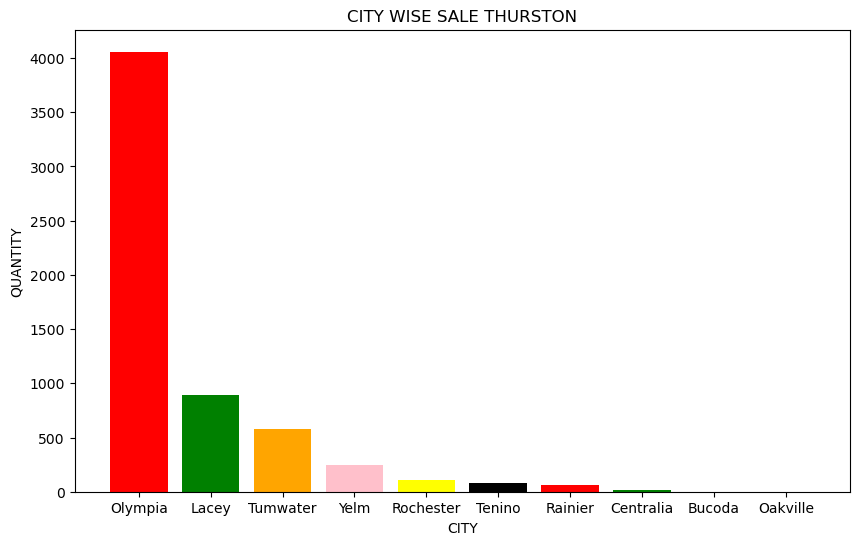 CITY WISE SALE THURSTON
4000
3500
3000
2500
2000
1500
1000
500
0
QUANTITY
Olympia Lacey Tumwater Yelm Rochester Tenino Rainier Centralia Bucoda Oakville
CITY